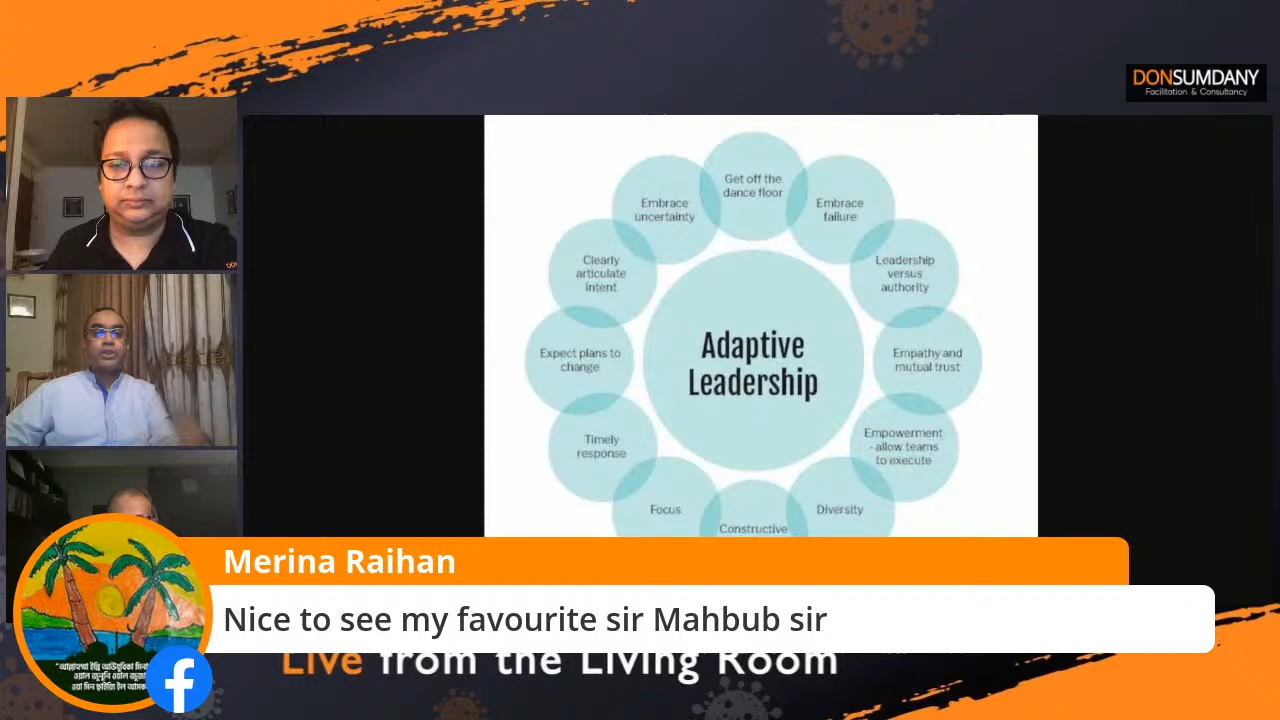 DONSUMDANY
Facilitation & Consultancy
Get off the
dance floor
Embrace
uncertainty
Embrace
failure
Clearly
articulate
intent
Leadership
versus
authority
Adaptive
Leadership
Expect plans to
change
Empathy and
mutual trust
Timely
response
Empowerment
- allow teams
to execute
Focus
Diversity
Constructive
Merina Raihan
Nice to see my favourite sir Mahbub sir
Live from the Living Room